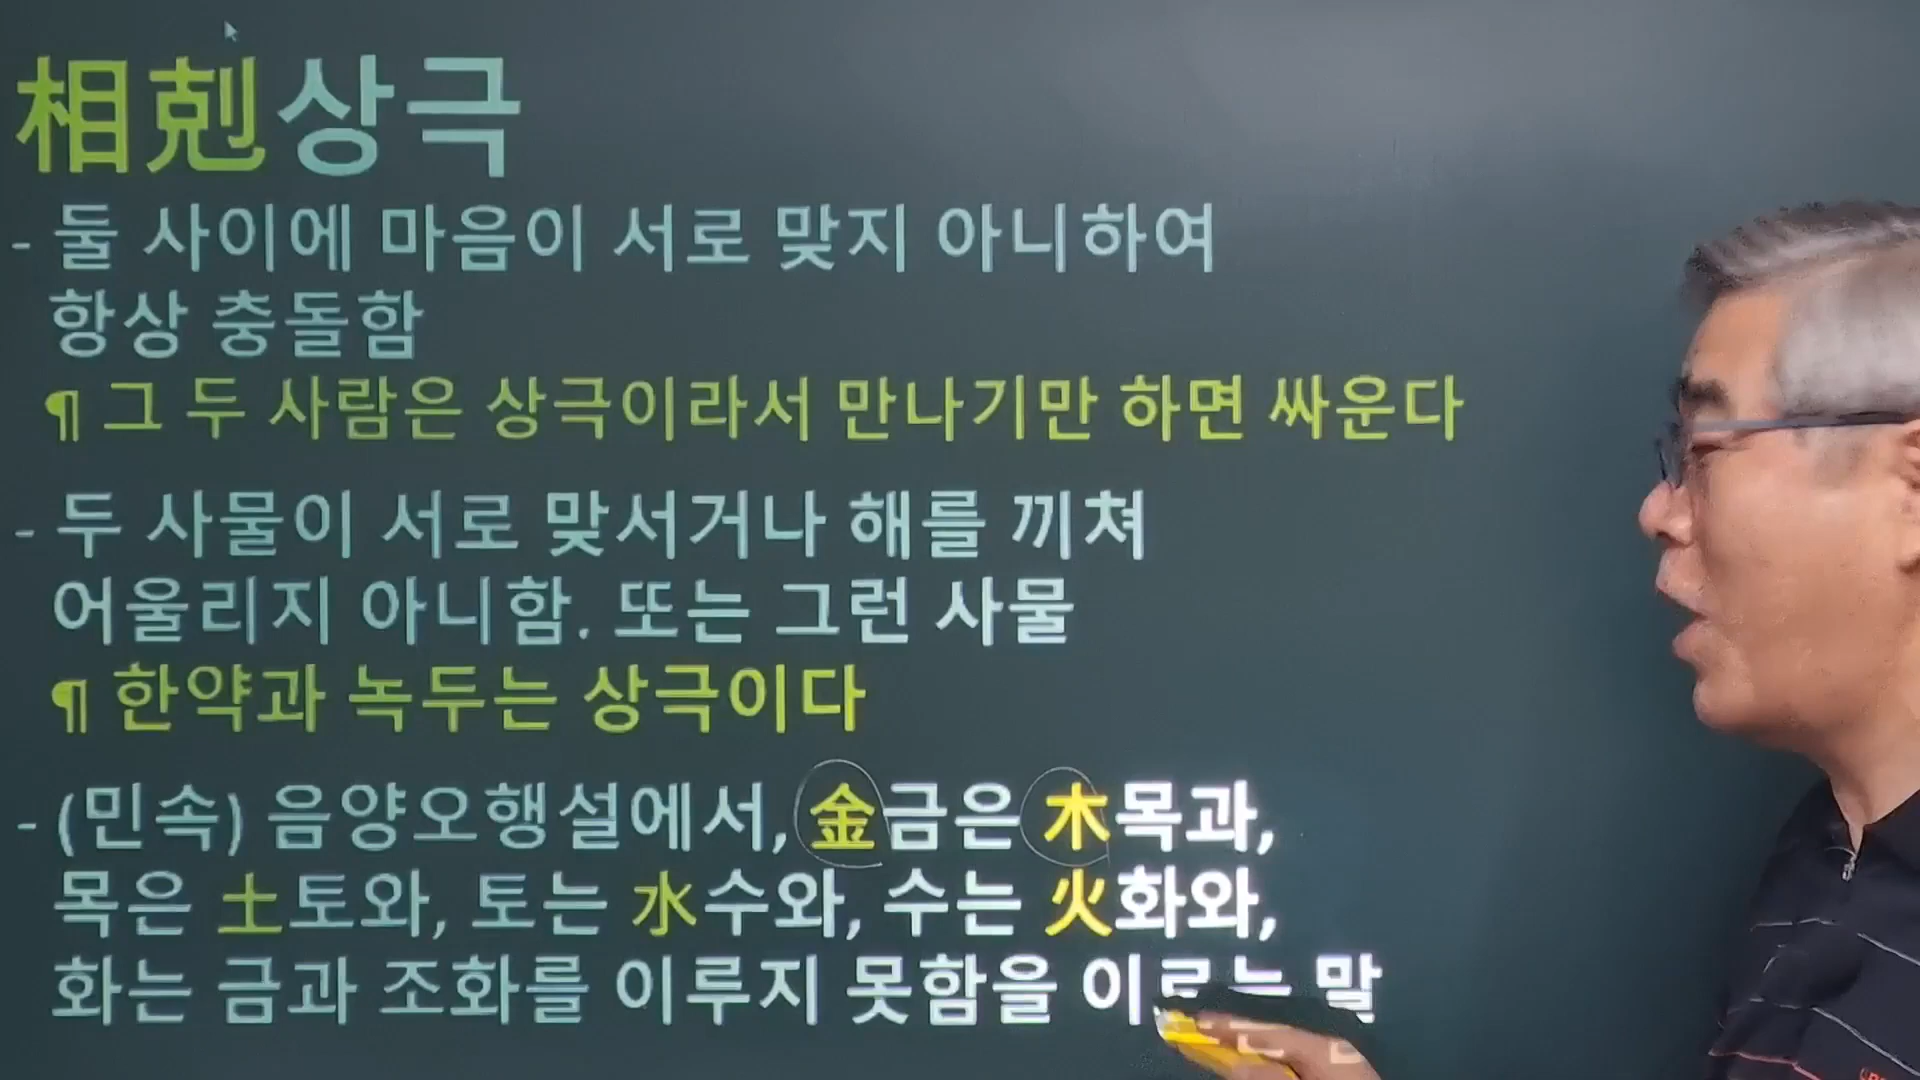 相剋상극
- 둘 사이에 마음이 서로 맞지 아니하여
항상 충돌함
¶ 그 두 사람은 상극이라서 만나기만 하면 싸운다
- 두 사물이 서로 맞서거나 해를 끼쳐
어울리지 아니함. 또는 그런 사물
¶ 한약과 녹두는 상극이다
- (민속) 음양오행설에서, 金금은 木목과,
목은 土토와, 토는 水수와, 수는 火화와,
화는 금과 조화를 이루지 못함을 이르는 말